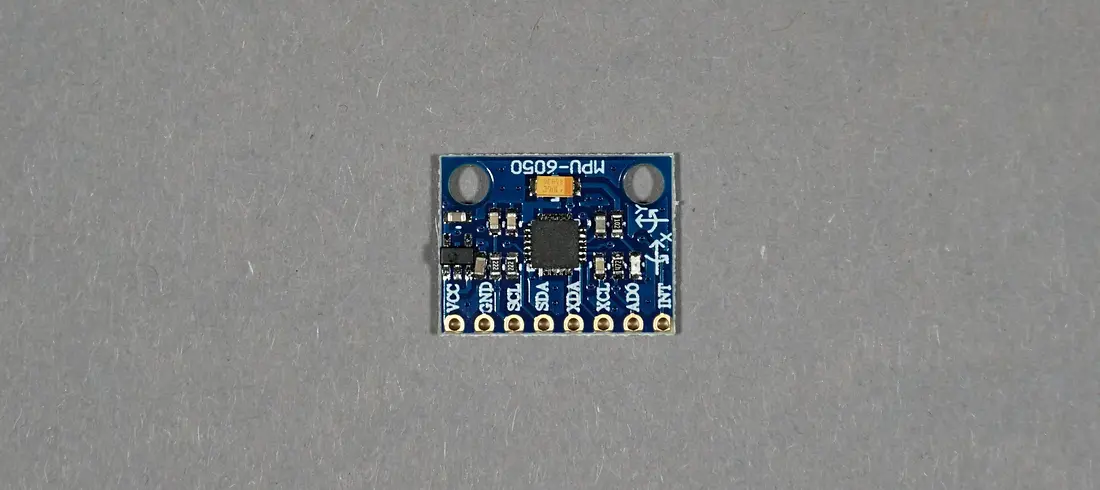 MPU-6050
Y
X
VCC
GND
SCL
SDA
XDA
XCL
AD0
INT